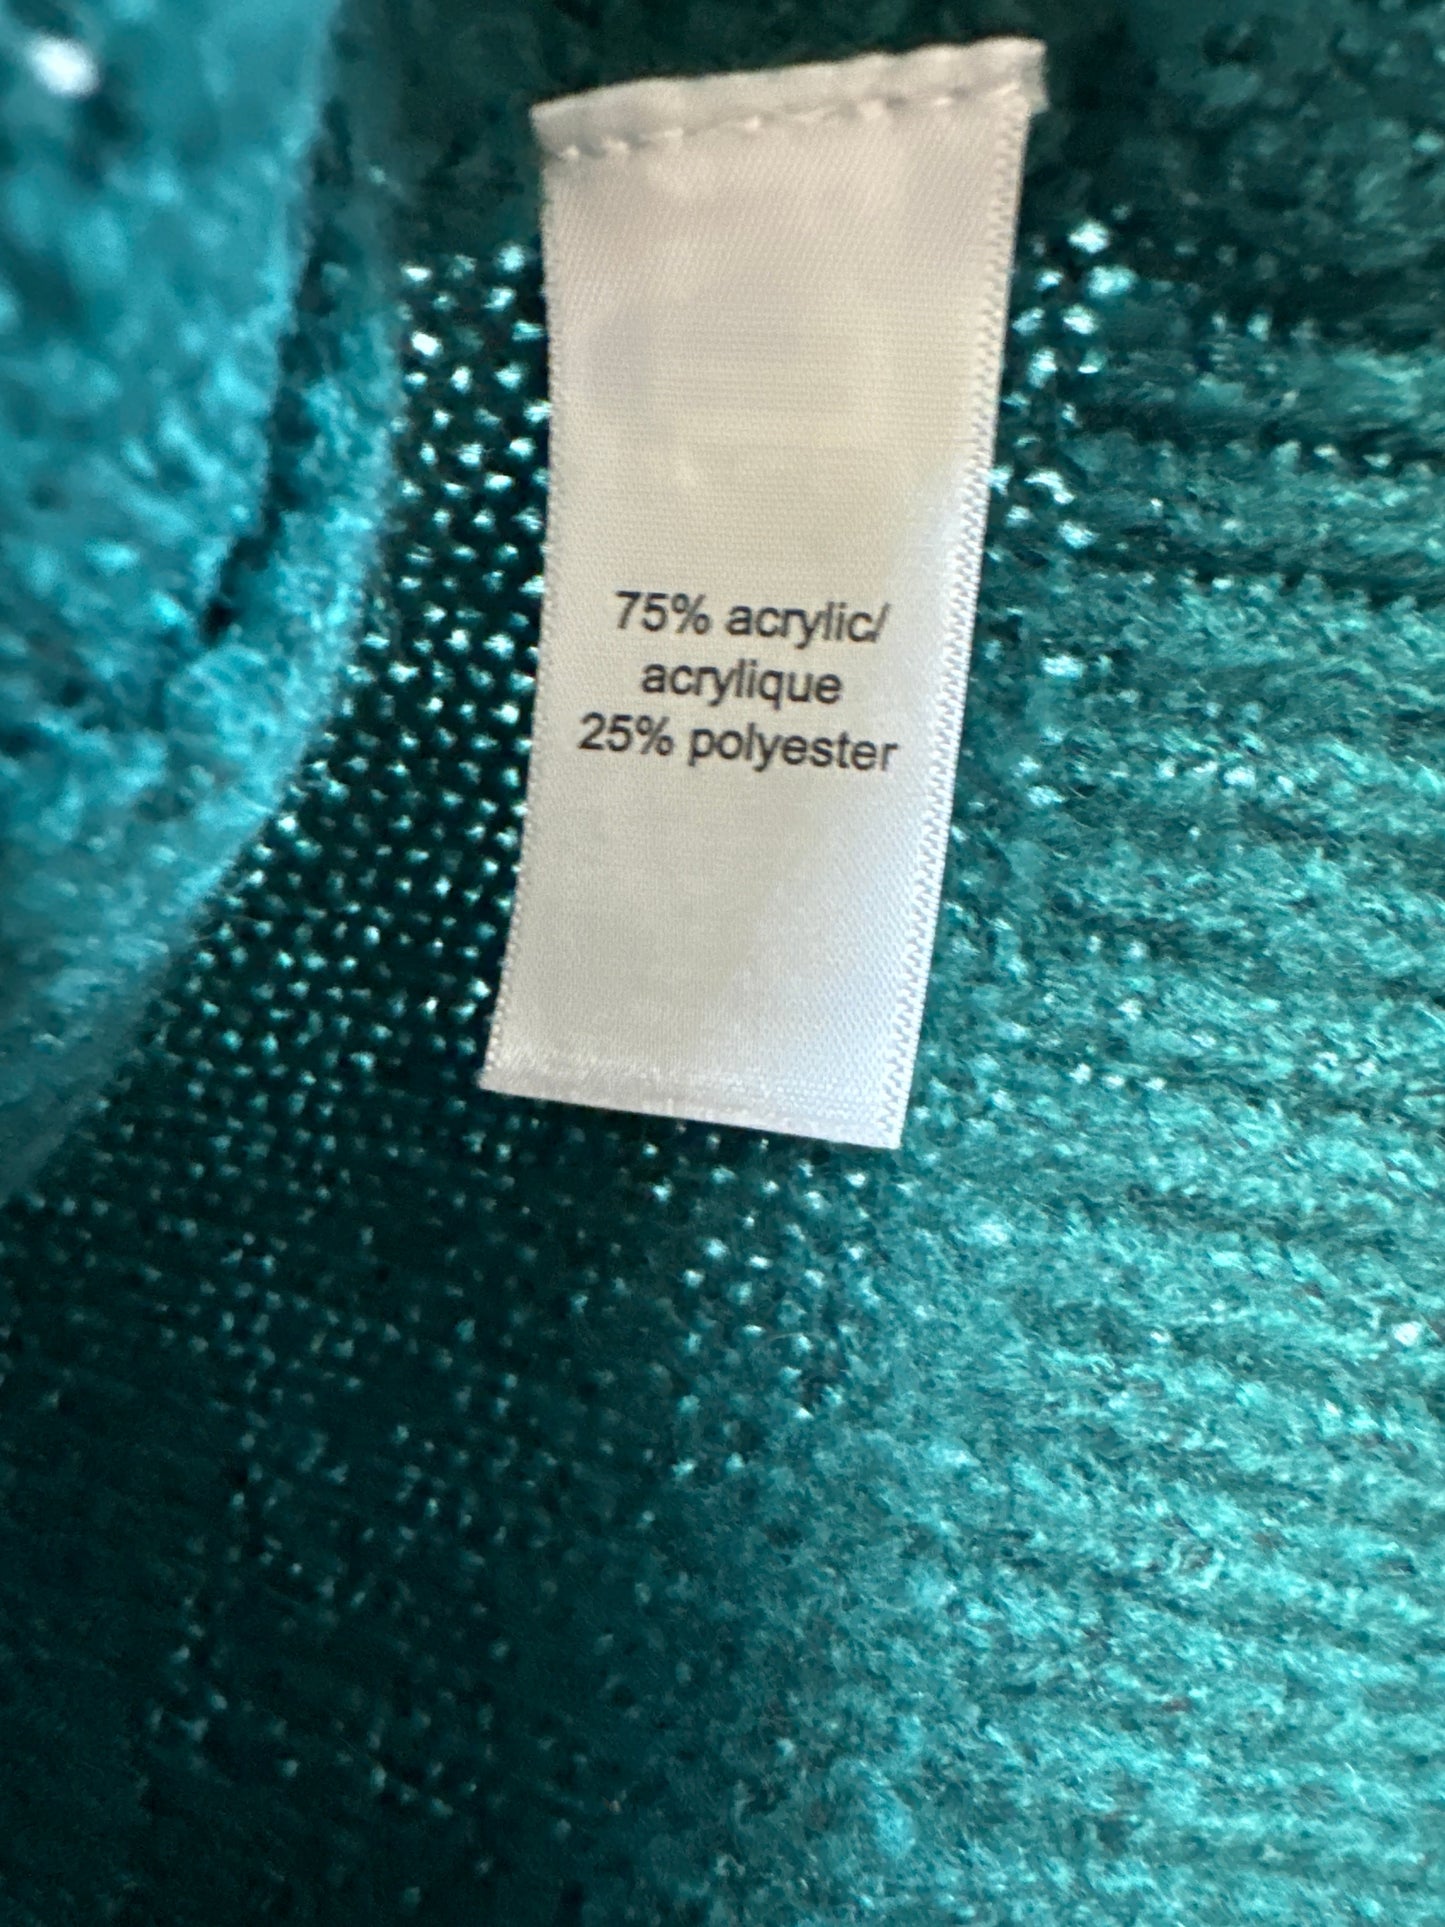 75% acrylic/
acrylique
25% polyester